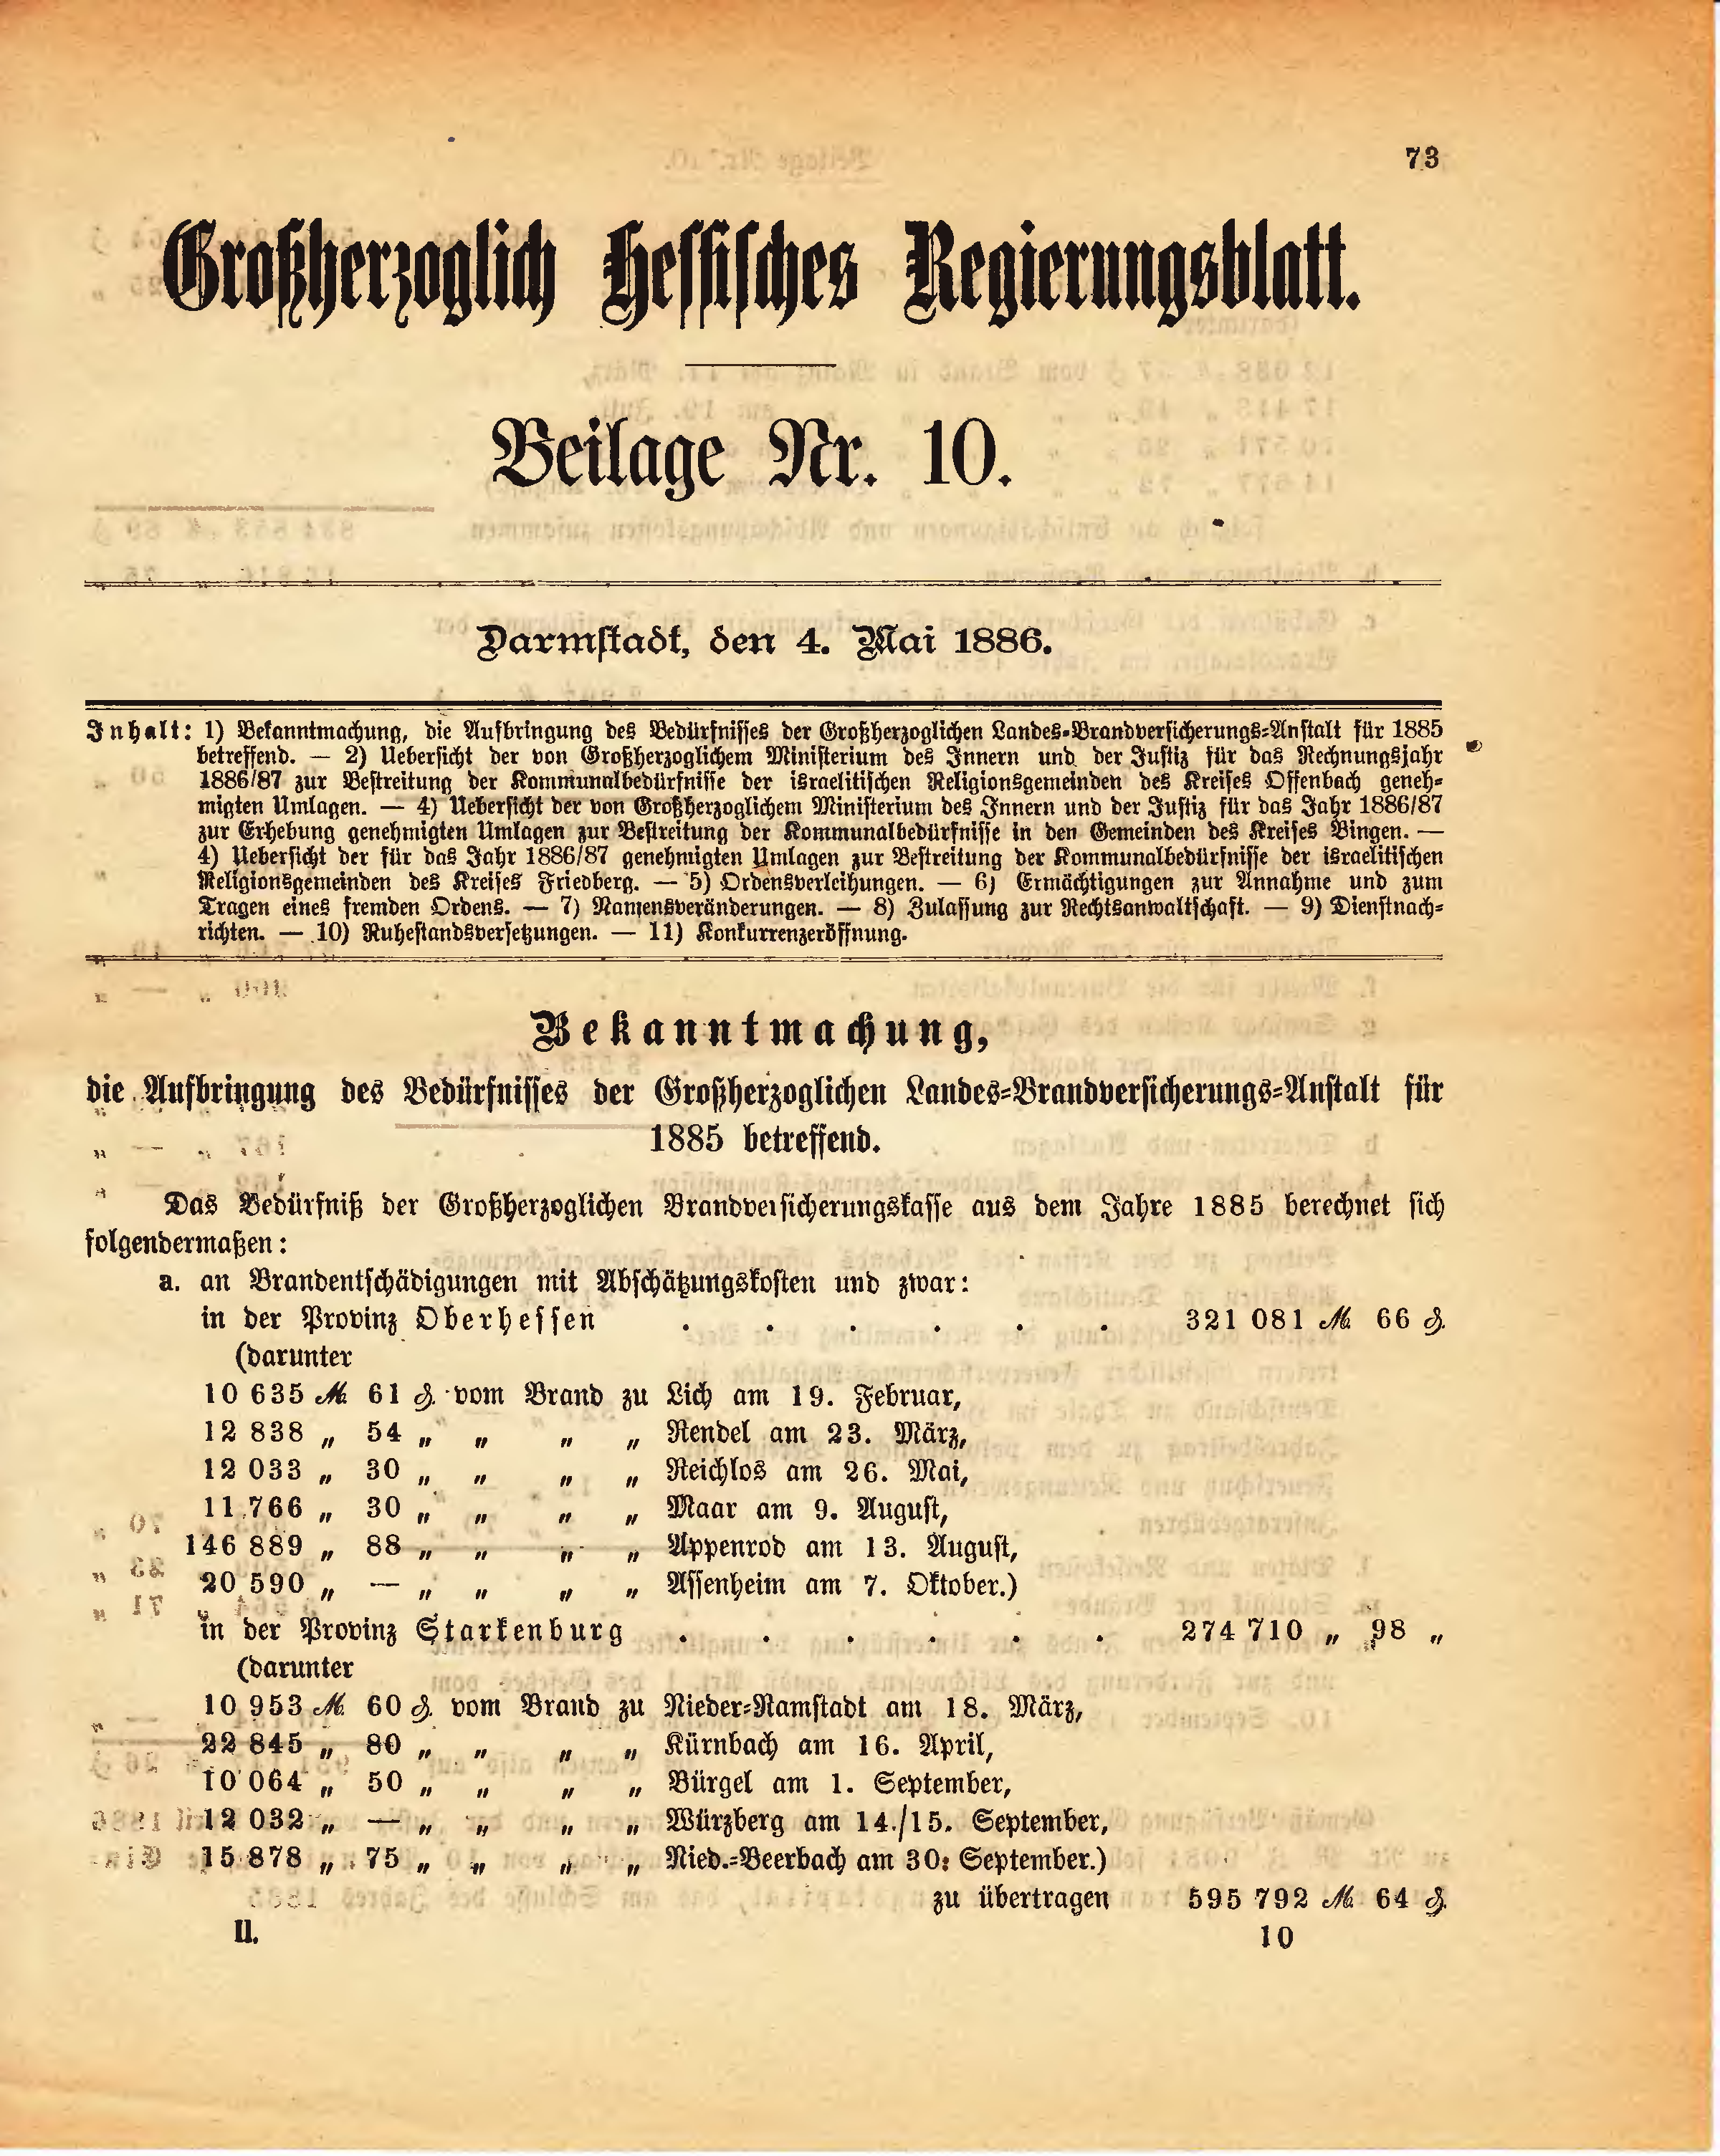 73
Großherzoglich Hessisches Regierungsblatt.
Beilage Nr. 10.
Darmstadt, den 4. Mai 1886.
Inhalt: 1) Bekanntmachung, die Aufbringung des Bedürfnisses der Großherzoglichen Landes-Brandversicherungs-Anstalt für 1885
betreffend. — 2) Uebersicht der von Großherzoglichem Ministerium des Innern und der Justiz für das Rechnungsjahr
1886/87 zur Bestreitung der Kommunalbedürfnisse der israelitischen Religionsgemeinden des Kreises Offenbach geneh-
migten Umlagen. — 4) Uebersicht der von Großherzoglichem Ministerium des Innern und der Justiz für das Jahr 1886/87
zur Erhebung genehmigten Umlagen zur Bestreitung der Kommunalbedürfnisse in den Gemeinden des Kreises Bingen. —
4) Uebersicht der für das Jahr 1886/87 genehmigten Umlagen zur Bestreitung der Kommunalbedürfnisse der israelitischen
Religionsgemeinden des Kreises Friedberg. — 5) Ordensverleihungen. — 6) Ermächtigungen zur Annahme und zum
Tragen eines fremden Ordens. — 7) Namensveränderungen. — 8) Zulassung zur Rechtsanwaltschaft. — 9) Dienstnach-
richten. — 10) Ruhestandsversetzungen. — 11) Konkurrenzeröffnung.
Bekanntmachung,
die Aufbringung des Bedürfnisses der Großherzoglichen Landes-Brandversicherungs-Anstalt für
1885 betreffend.
Das Bedürfniß der Großherzoglichen Brandversicherungskasse aus dem Jahre 1885 berechnet sich
folgendermaßen:
a. an Brandentschädigungen mit Abschätzungskosten und zwar:
in der Provinz Oberhessen . . . . . . 321 081 ℳ 66 ₰.
(darunter
10 635 ℳ 61 ₰. vom Brand zu Lich am 19. Februar,
12 838 „ 54 „ „ „ „ Rendel am 23. März,
12 033 „ 30 „ „ „ „ Reichlos am 26. Mai,
11 766 „ 30 „ „ „ „ Maar am 9. August,
146 889 „ 88 „ „ „ „ Appenrod am 13. August,
20 590 „ — „ „ „ „ Assenheim am 7. Oktober.)
in der Provinz Starkenburg . . . . . . 274 710 „ 98 „
(darunter
10 953 ℳ 60 ₰. vom Brand zu Nieder-Ramstadt am 18. März,
22 845 „ 80 „ „ „ „ Kürnbach am 16. April,
10 064 „ 50 „ „ „ „ Bürgel am 1. September,
12 032 „ — „ „ „ „ Würzberg am 14./15. September,
15 878 „ 75 „ „ „ „ Nied.-Beerbach am 30. September.)
zu übertragen 595 792 ℳ 64 ₰.
II. 10